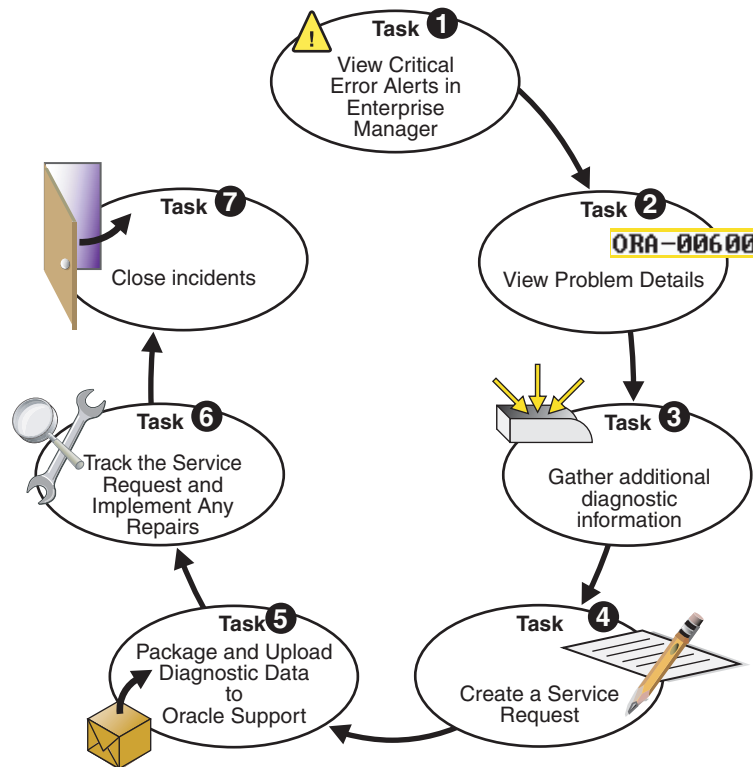 Task 1
View Critical
Error Alerts in
Enterprise
Manager
Task 2
ORA-00600
View Problem Details
Task 3
Gather additional
diagnostic
information
Task 4
Create a Service
Request
Task 5
Package and Upload
Diagnostic Data
to
Oracle Support
Task 6
Track the Service
Request and
Implement Any
Repairs
Task 7
Close incidents